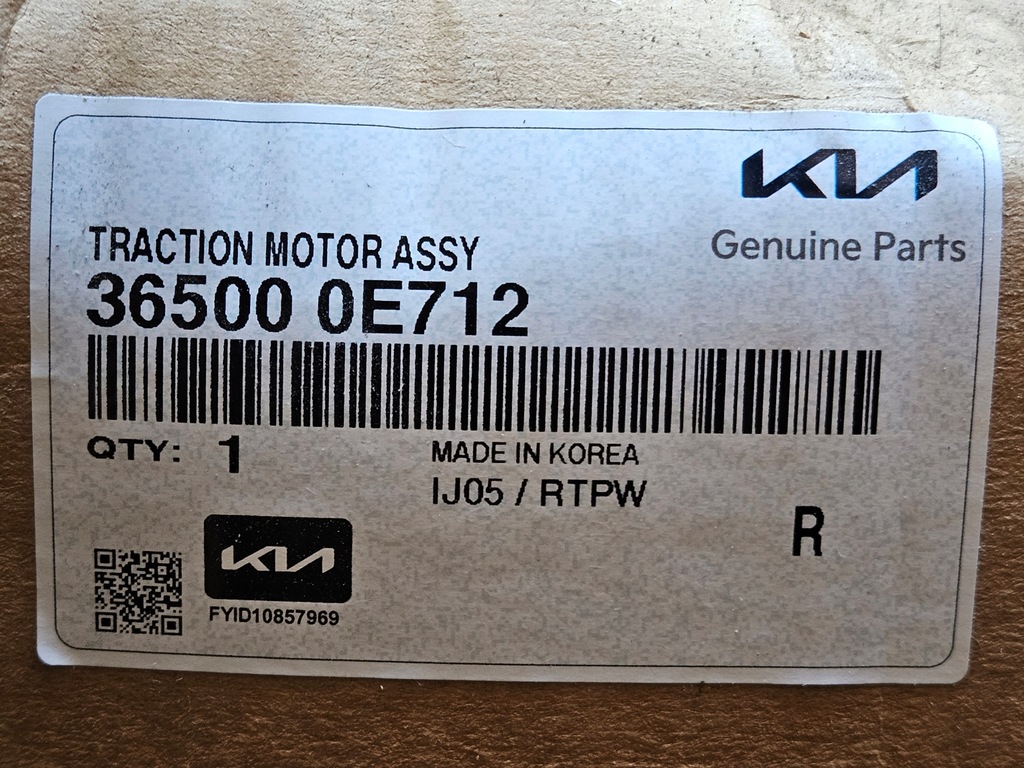 KIA
Genuine Parts
TRACTION MOTOR ASSY
36500 0E712
QTY: 1
MADE IN KOREA
IJ05 / RTPW
R
KIA
FYID10857969